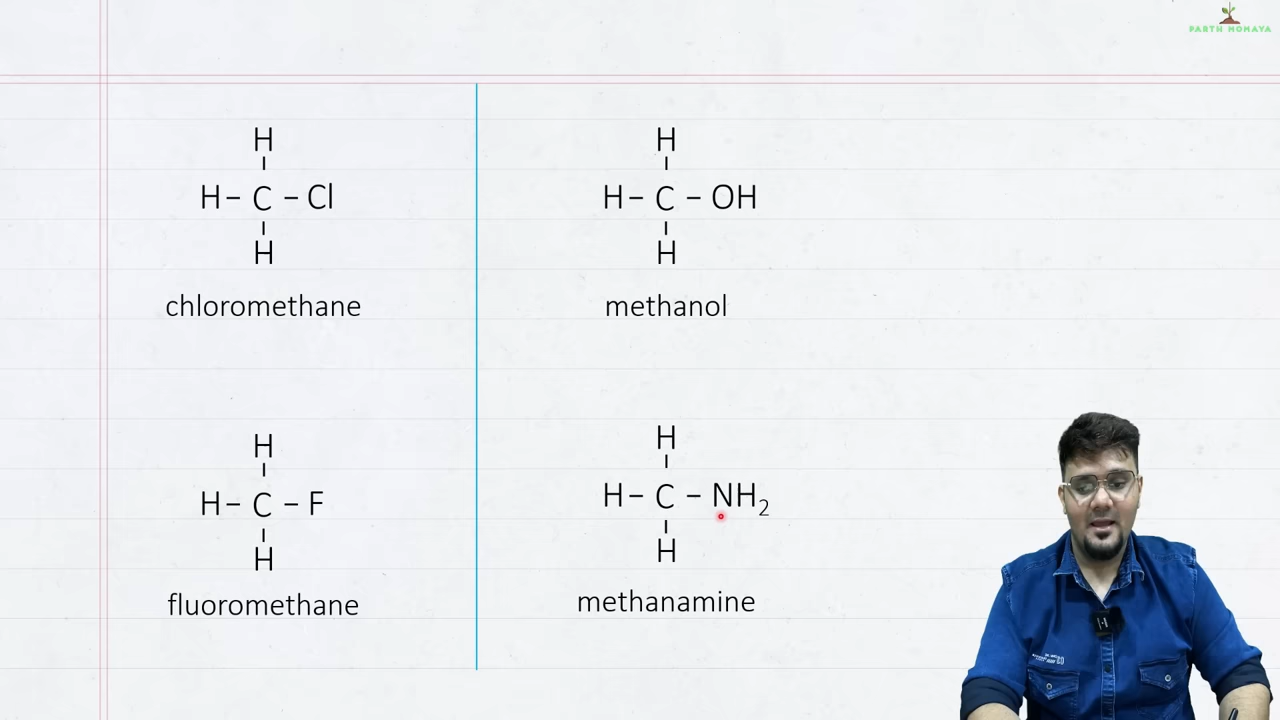 PARTH MOMAYA
H
H – C – Cl
H
chloromethane
H
H – C – OH
H
methanol
H
H – C – F
H
fluoromethane
H
H – C – NH₂
H
methanamine